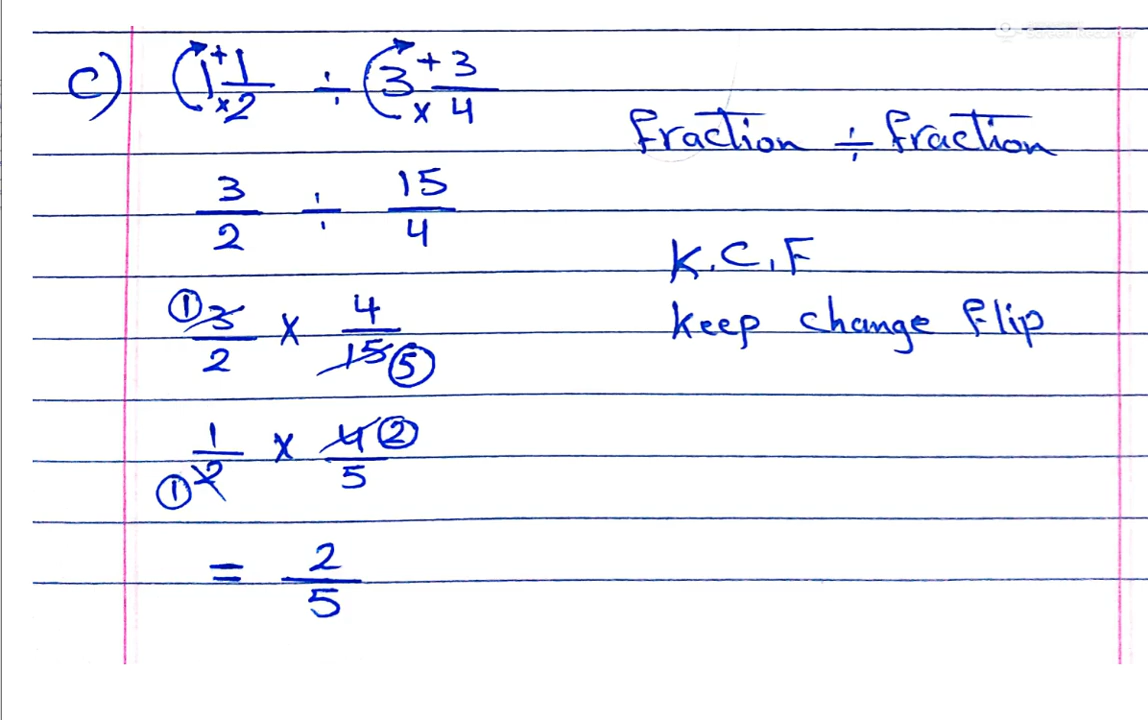 c) 1 + 1/× 2 ÷ 3 + 3/× 4
fraction ÷ fraction
3/2 ÷ 15/4
K.C.F
① 3/2 × 4/15 ⑤
keep change flip
1/① 2 × 4 ②/5
= 2/5